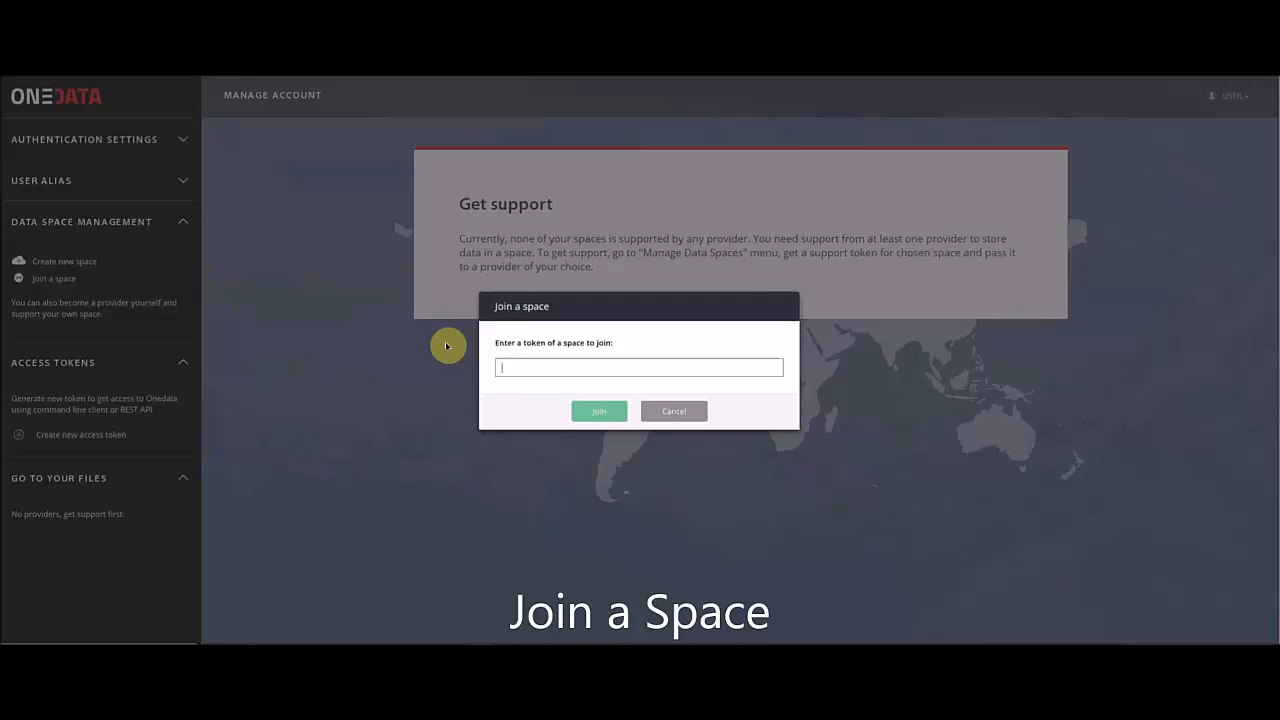 ONEDATA
MANAGE ACCOUNT
USER
AUTHENTICATION SETTINGS
USER ALIAS
DATA SPACE MANAGEMENT
Create new space
Join a space
You can also become a provider yourself and
support your own space.
ACCESS TOKENS
Generate new token to get access to Onedata
using command line client or REST API
Create new access token
GO TO YOUR FILES
No providers, get support first.
Get support
Currently, none of your spaces is supported by any provider. You need support from at least one provider to store
data in a space. To get support, go to "Manage Data Spaces" menu, get a support token for chosen space and pass it
to a provider of your choice.
Join a space
Enter a token of a space to join:
Join
Cancel
Join a Space